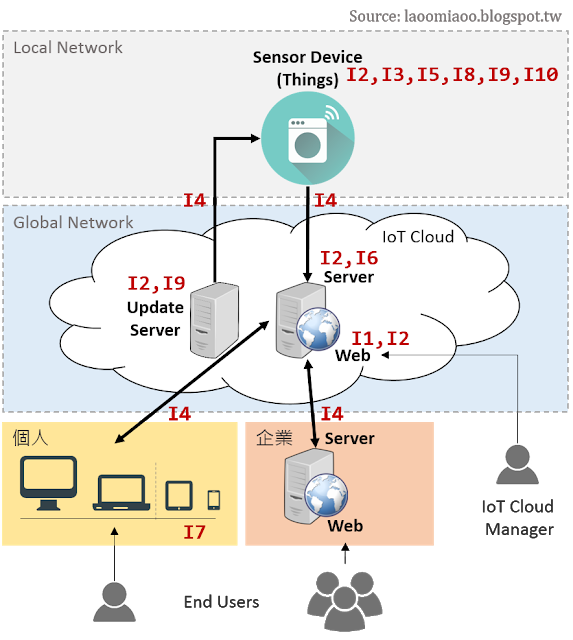 Source: laoomiaoo.blogspot.tw
Local Network
Sensor Device
(Things)
I2,I3,I5,I8,I9,I10
I4
I4
Global Network
IoT Cloud
I2,I9
Update
Server
I2,I6
Server
I1,I2
Web
I4
I4
個人
企業
Server
Web
I7
IoT Cloud
Manager
End Users